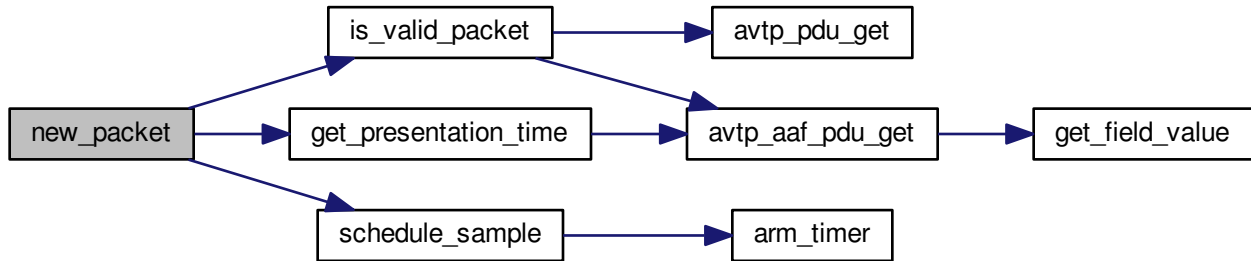 is_valid_packet
avtp_pdu_get
new_packet
get_presentation_time
avtp_aaf_pdu_get
get_field_value
schedule_sample
arm_timer